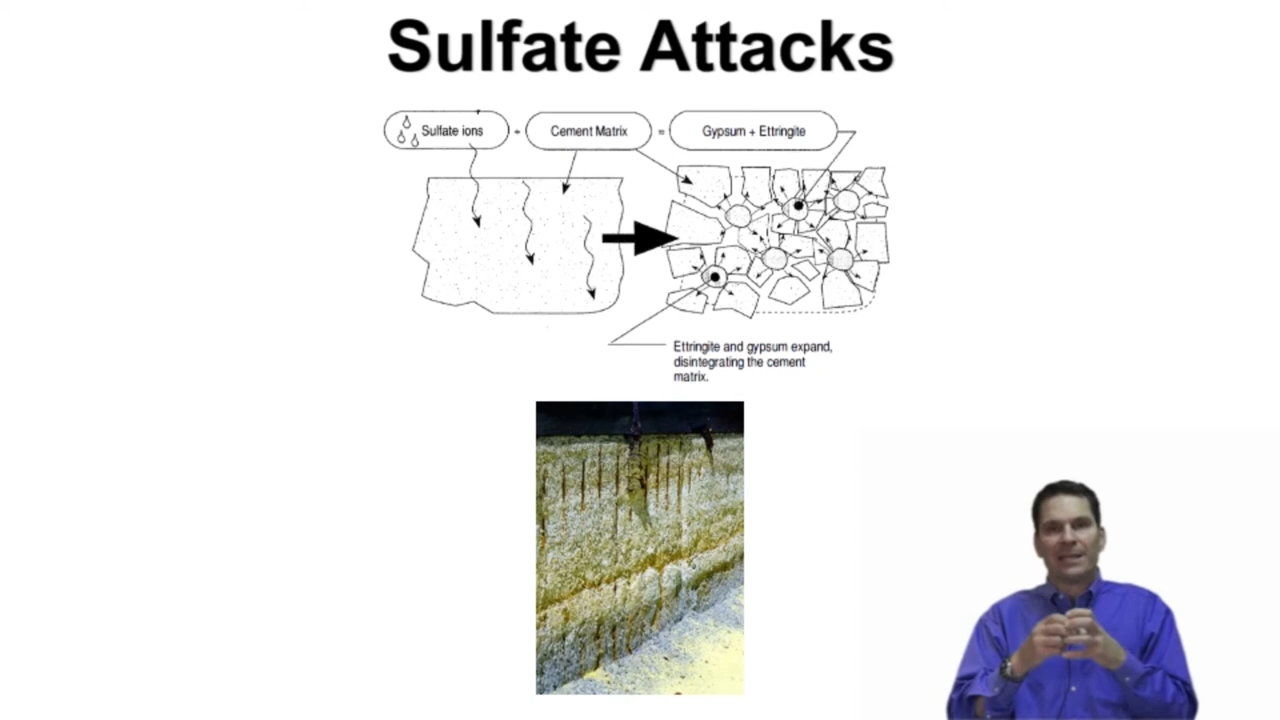 Sulfate Attacks
Sulfate ions + Cement Matrix = Gypsum + Ettringite
Ettringite and gypsum expand,
disintegrating the cement
matrix.